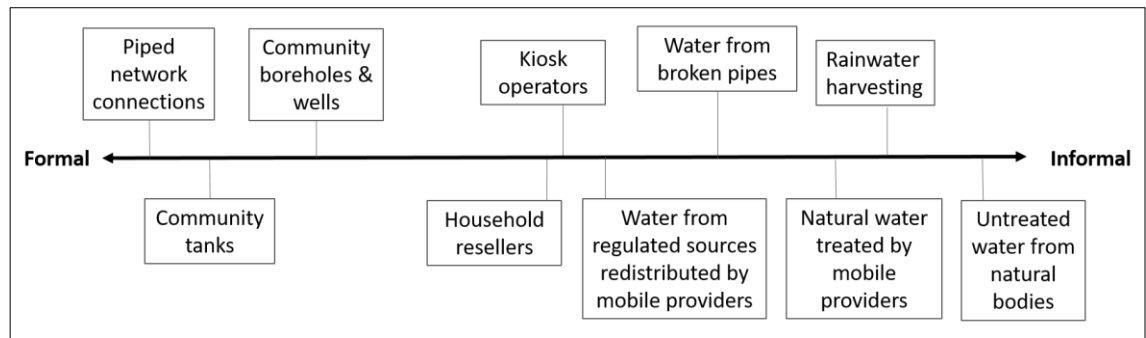 Piped
network
connections
Community
boreholes &
wells
Kiosk
operators
Water from
broken pipes
Rainwater
harvesting
Formal
Informal
Community
tanks
Household
resellers
Water from
regulated sources
redistributed by
mobile providers
Natural water
treated by
mobile
providers
Untreated
water from
natural
bodies